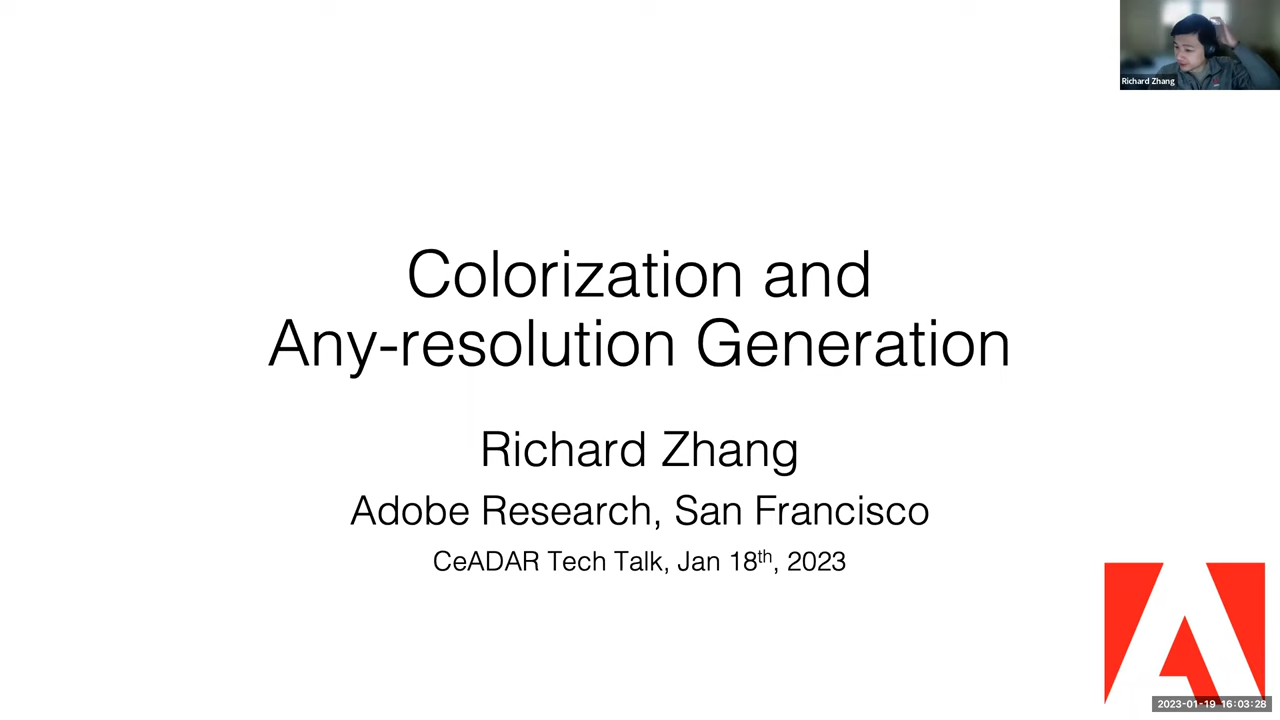 Richard Zhang
Colorization and
Any-resolution Generation
Richard Zhang
Adobe Research, San Francisco
CeADAR Tech Talk, Jan 18th, 2023
2023-01-19 16:03:28